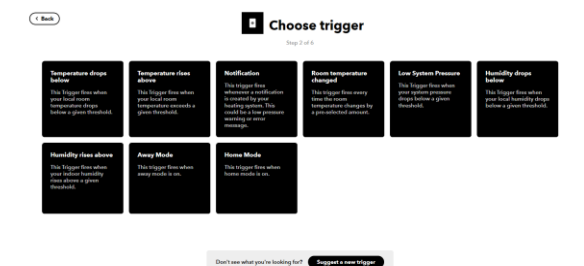 Back
Choose trigger
Step 2 of 6
Temperature drops
below
This Trigger fires when
your local room
temperature drops
below a given threshold.
Temperature rises
above
This Trigger fires when
your local room
temperature exceeds a
given threshold.
Notification
This trigger fires
whenever a notification
is created by your
heating system. This
could be a low pressure
warning or error
message.
Room temperature
changed
This trigger fires every
time the room
temperature changes by
a pre-selected amount.
Low System Pressure
This Trigger fires when
your system pressure
drops below a given
threshold.
Humidity drops
below
This Trigger fires when
your local humidity drops
below a given threshold.
Humidity rises above
This Trigger fires when
your indoor humidity
rises above a given
threshold.
Away Mode
This trigger fires when
away mode is on.
Home Mode
This trigger fires when
home mode is on.
Don't see what you're looking for?
Suggest a new trigger